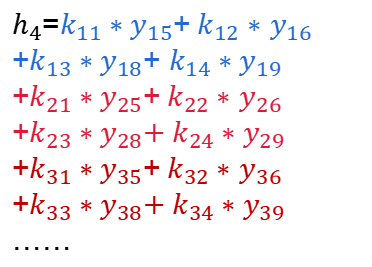 h₄=k₁₁ * y₁₅+ k₁₂ * y₁₆
+k₁₃ * y₁₈+ k₁₄ * y₁₉
+k₂₁ * y₂₅+ k₂₂ * y₂₆
+k₂₃ * y₂₈+ k₂₄ * y₂₉
+k₃₁ * y₃₅+ k₃₂ * y₃₆
+k₃₃ * y₃₈+ k₃₄ * y₃₉
……